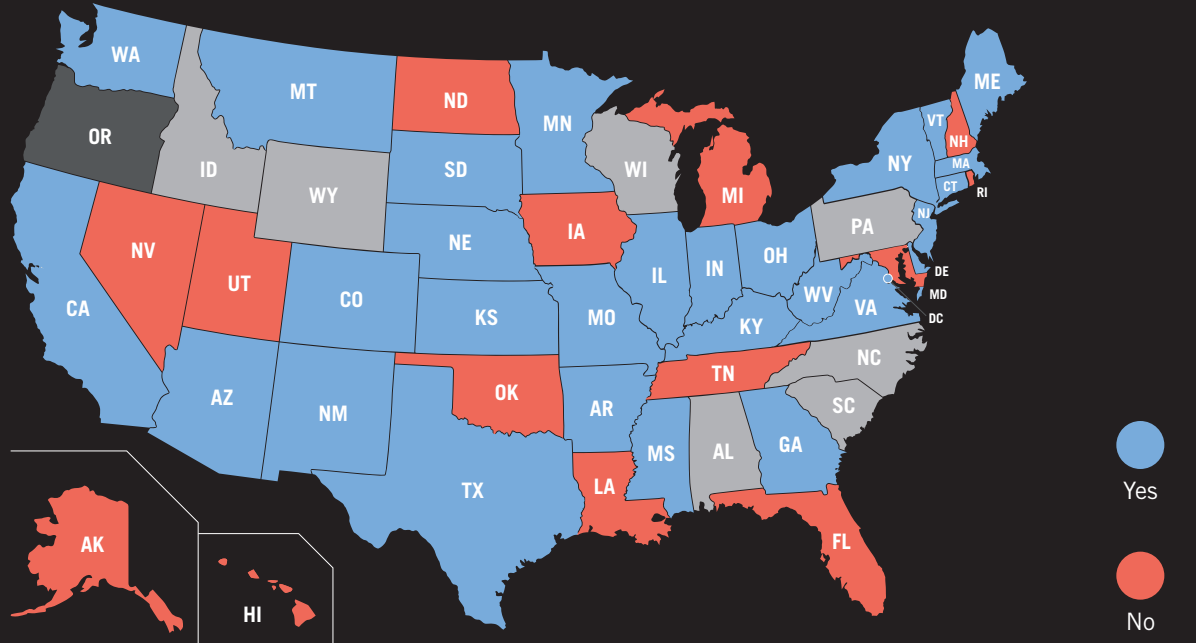 WA
MT
ND
MN
ME
VT
NH
OR
ID
SD
WI
NY
MA
CT
RI
WY
MI
NV
UT
NE
IA
PA
NJ
CA
CO
KS
MO
IL
IN
OH
WV
VA
DE
MD
DC
KY
NC
TN
AZ
NM
OK
AR
SC
MS
AL
GA
TX
LA
FL
AK
HI
Yes
No